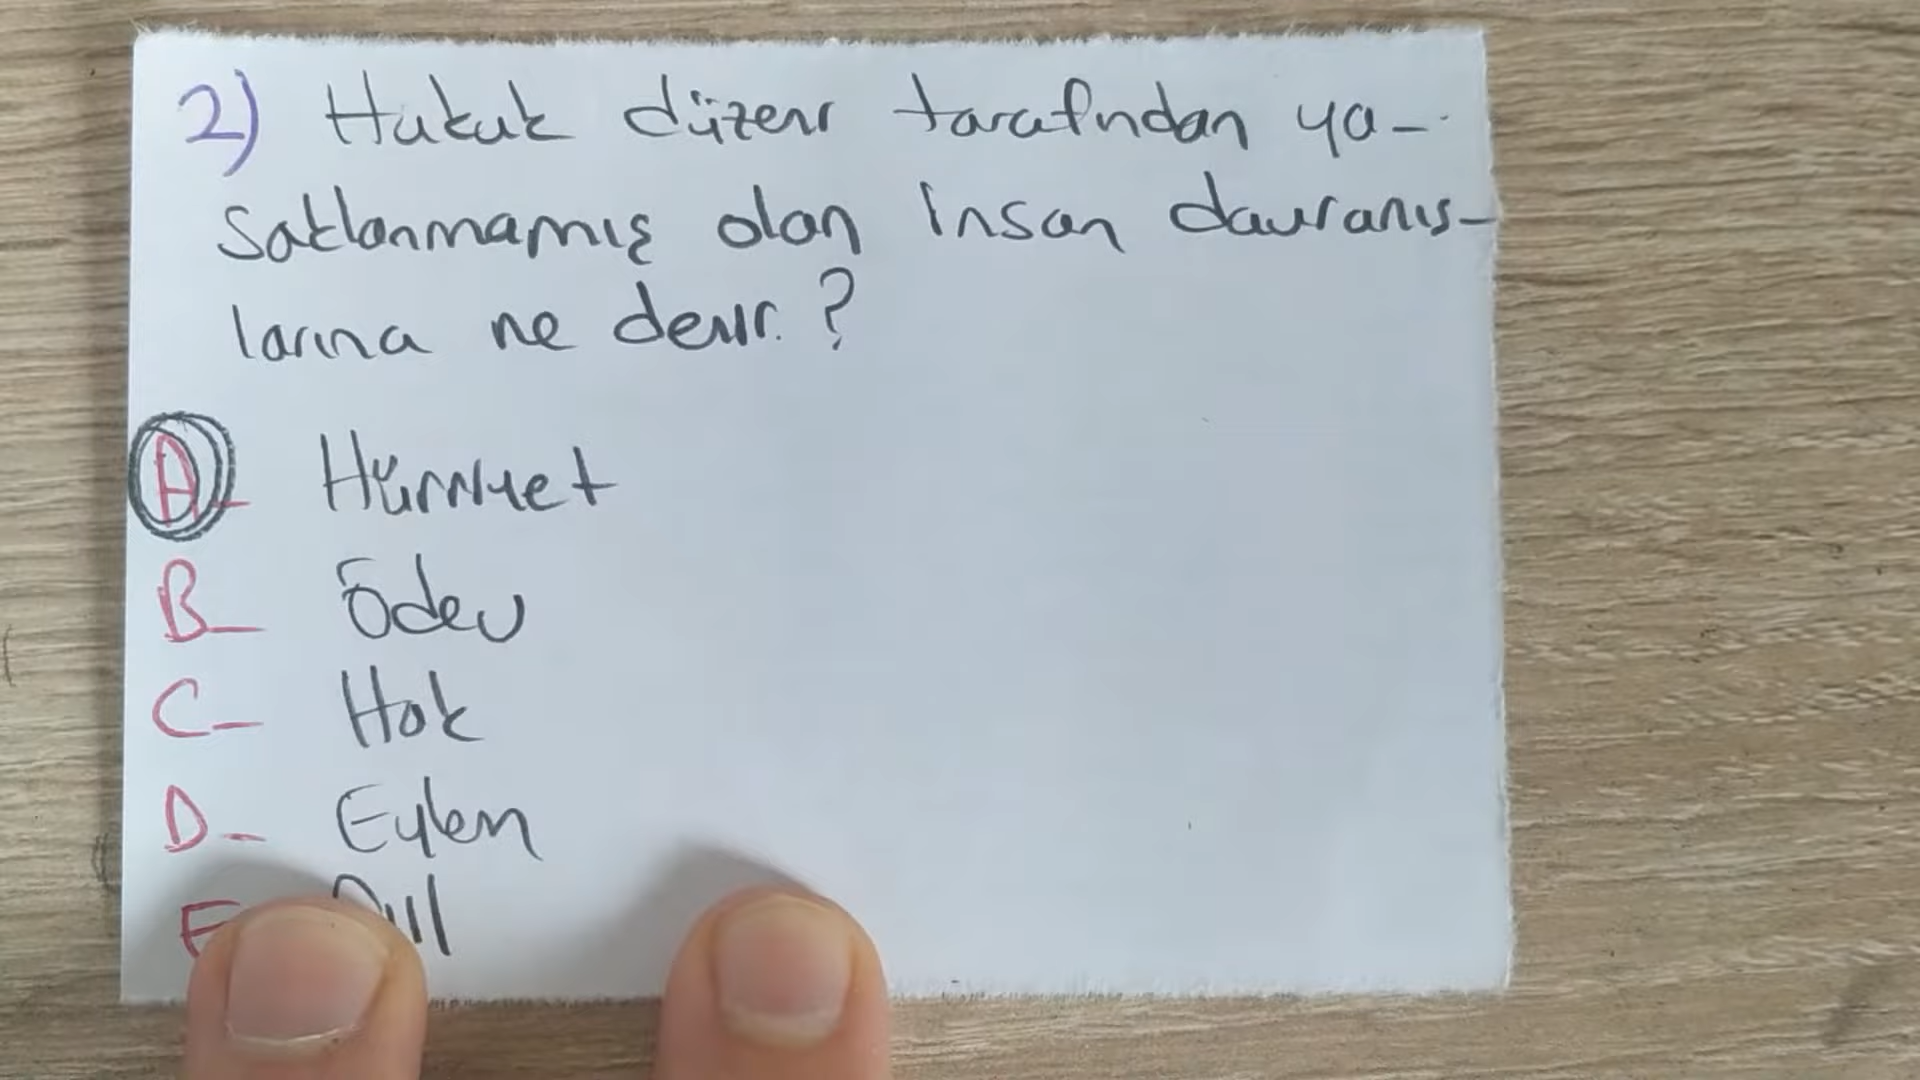 2) Hukuk düzeni tarafından ya-
saklanmamış olan insan davranış-
larına ne denir.?
A- Hürriyet
B- Ödev
C- Hak
D- Eylem
E